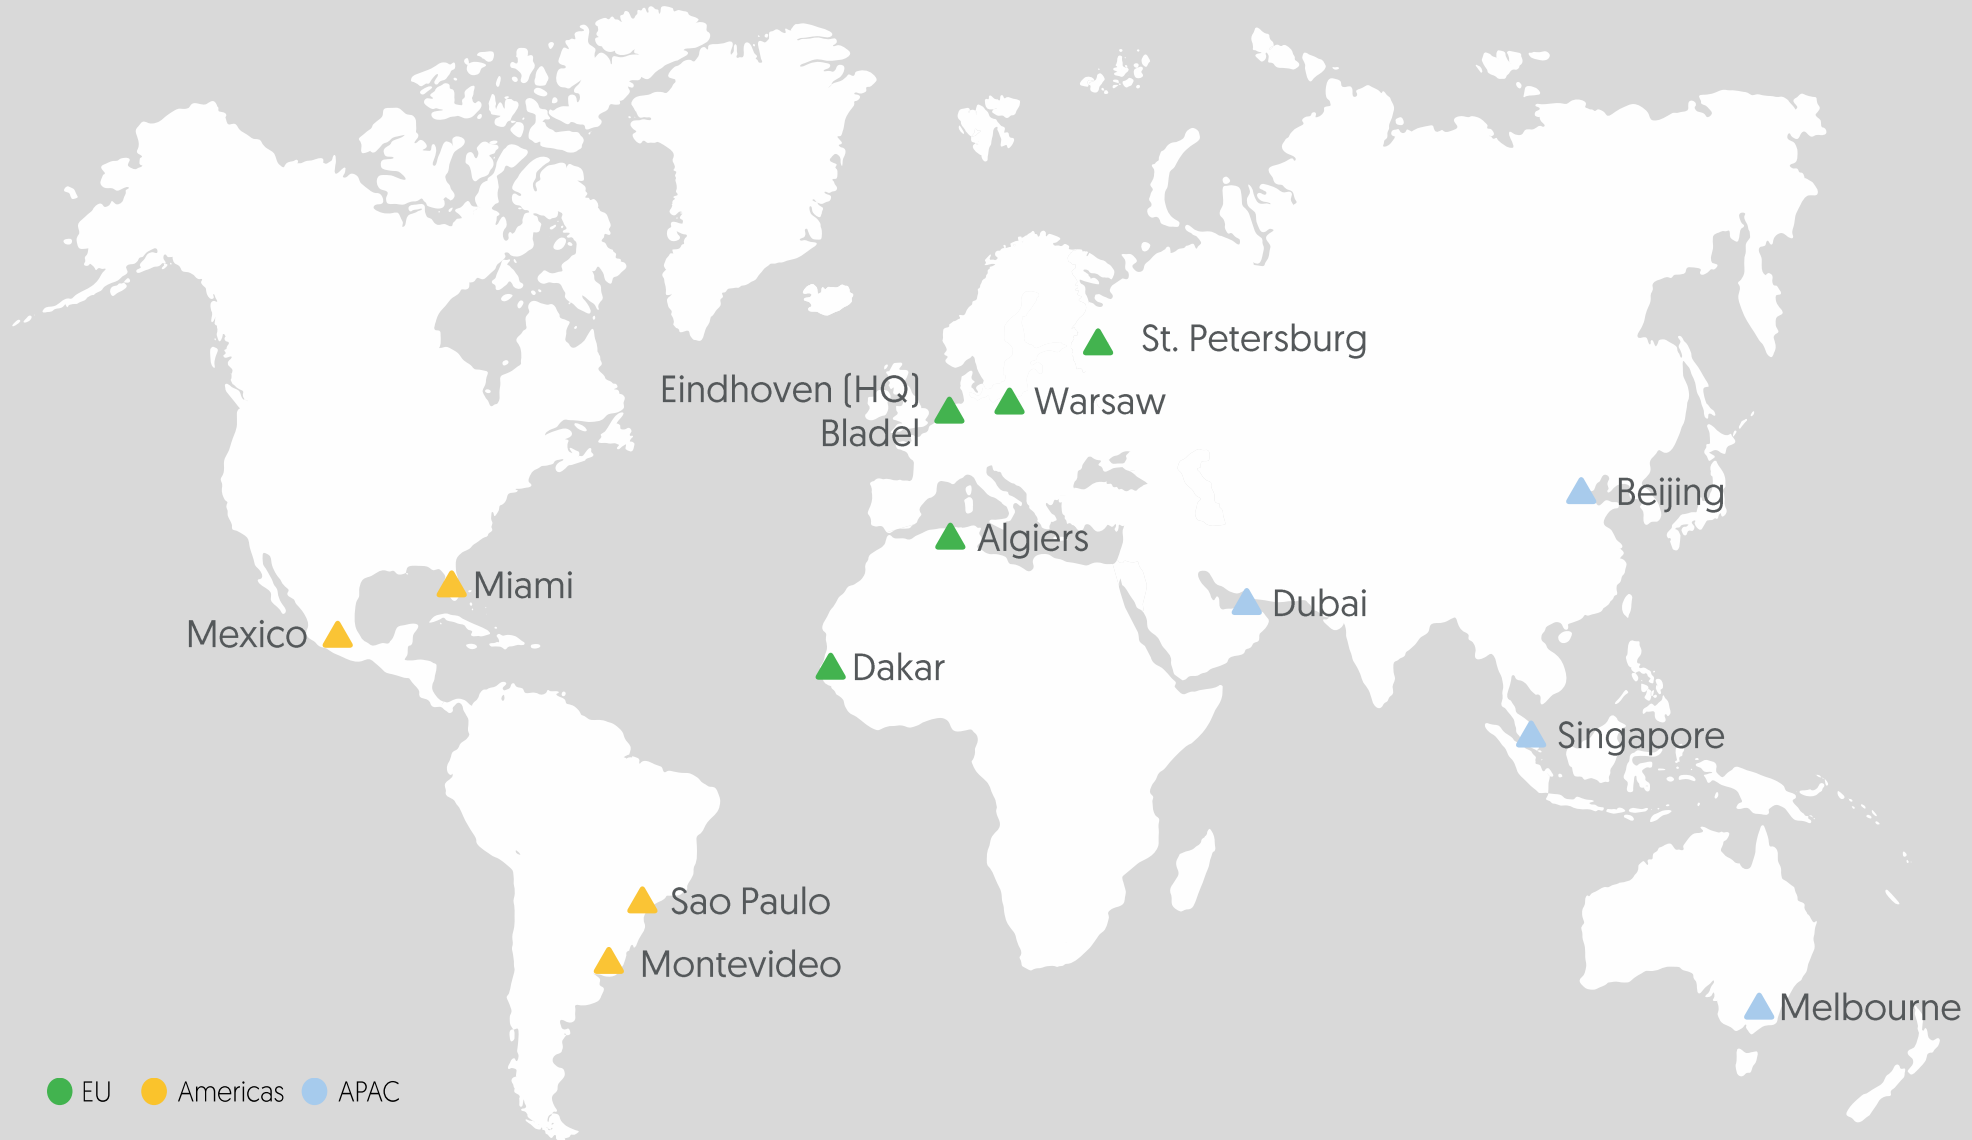 St. Petersburg
Eindhoven (HQ)
Bladel
Warsaw
Beijing
Algiers
Miami
Dubai
Mexico
Dakar
Singapore
Sao Paulo
Montevideo
Melbourne
EU
Americas
APAC